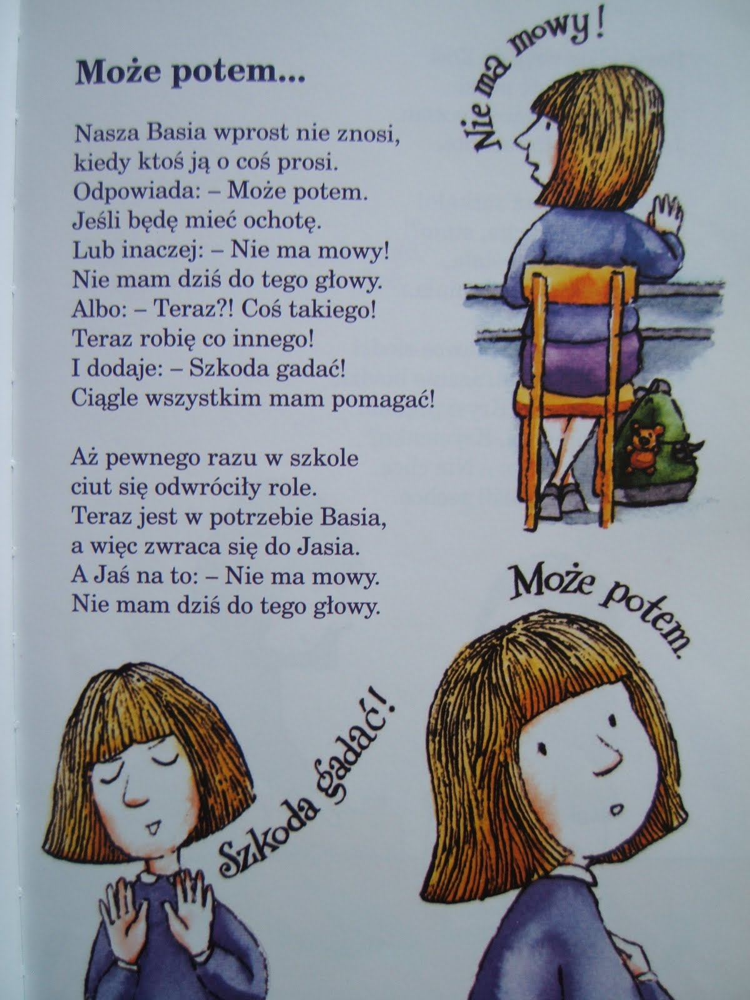 Może potem...
Nasza Basia wprost nie znosi,
kiedy ktoś ją o coś prosi.
Odpowiada: – Może potem.
Jeśli będę mieć ochotę.
Lub inaczej: – Nie ma mowy!
Nie mam dziś do tego głowy.
Albo: – Teraz?! Coś takiego!
Teraz robię co innego!
I dodaje: – Szkoda gadać!
Ciągle wszystkim mam pomagać!
Aż pewnego razu w szkole
ciut się odwróciły role.
Teraz jest w potrzebie Basia,
a więc zwraca się do Jasia.
A Jaś na to: – Nie ma mowy.
Nie mam dziś do tego głowy.
Nie ma mowy!
Może potem.
Szkoda gadać!